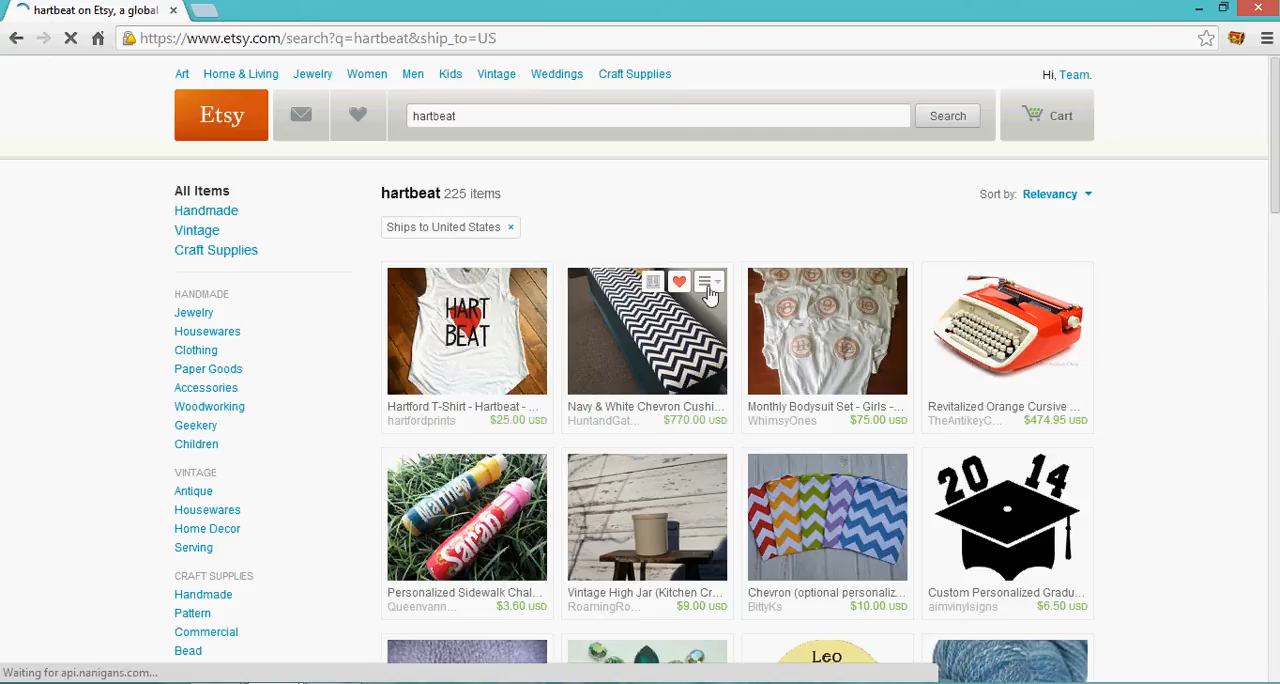 hartbeat on Etsy, a global
https://www.etsy.com/search?q=hartbeat&ship_to=US
Art Home & Living Jewelry Women Men Kids Vintage Weddings Craft Supplies
Hi, Team.
Etsy
hartbeat
Search
Cart
All Items
Handmade
Vintage
Craft Supplies
HANDMADE
Jewelry
Housewares
Clothing
Paper Goods
Accessories
Woodworking
Geekery
Children
VINTAGE
Antique
Housewares
Home Decor
Serving
CRAFT SUPPLIES
Handmade
Pattern
Commercial
Bead
hartbeat 225 items
Sort by: Relevancy
Ships to United States ×
HART
BEAT
Hartford T-Shirt - Hartbeat - ...
hartfordprints $25.00 USD
Navy & White Chevron Cushi...
HuntandGat... $770.00 USD
Monthly Bodysuit Set - Girls -...
WhimsyOnes $75.00 USD
Revitalized Orange Cursive ...
TheAntikeyC... $474.95 USD
Sarah
Personalized Sidewalk Chal...
Queenvann... $3.60 USD
Vintage High Jar (Kitchen Cr...
RoamingRo... $9.00 USD
Chevron (optional personaliz...
BittyKs $10.00 USD
2014
Custom Personalized Gradu...
aimvinylsigns $6.50 USD
Leo
Waiting for api.nanigans.com...